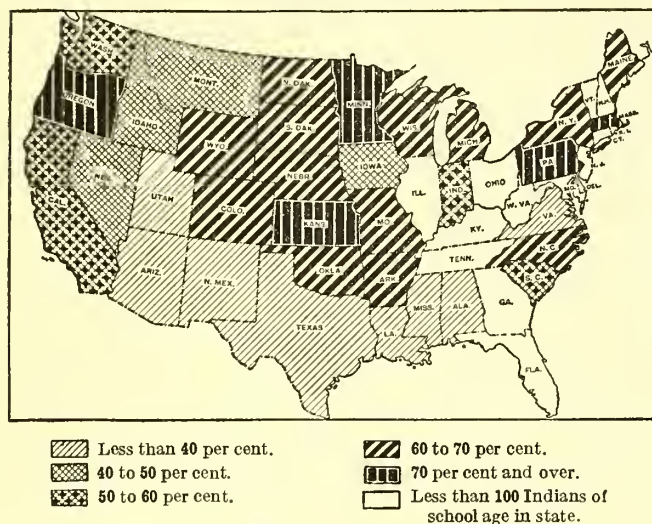 WASH.
MONT.
N. DAK.
MINN.
MAINE
OREGON
IDAHO
S. DAK.
WIS.
MICH.
N.Y.
VT.
N.H.
MASS.
CT.
WYO.
NEBR.
IOWA
PA.
N.J.
NEV.
UTAH
COLO.
KANS.
MO.
ILL.
IND.
OHIO
W. VA.
VA.
DEL.
CAL.
KY.
N.C.
TENN.
S. C.
ARIZ.
N. MEX.
OKLA.
ARK.
MISS.
ALA.
GA.
TEXAS
LA.
FLA.
Less than 40 per cent.
40 to 50 per cent.
50 to 60 per cent.
60 to 70 per cent.
70 per cent and over.
Less than 100 Indians of
school age in state.